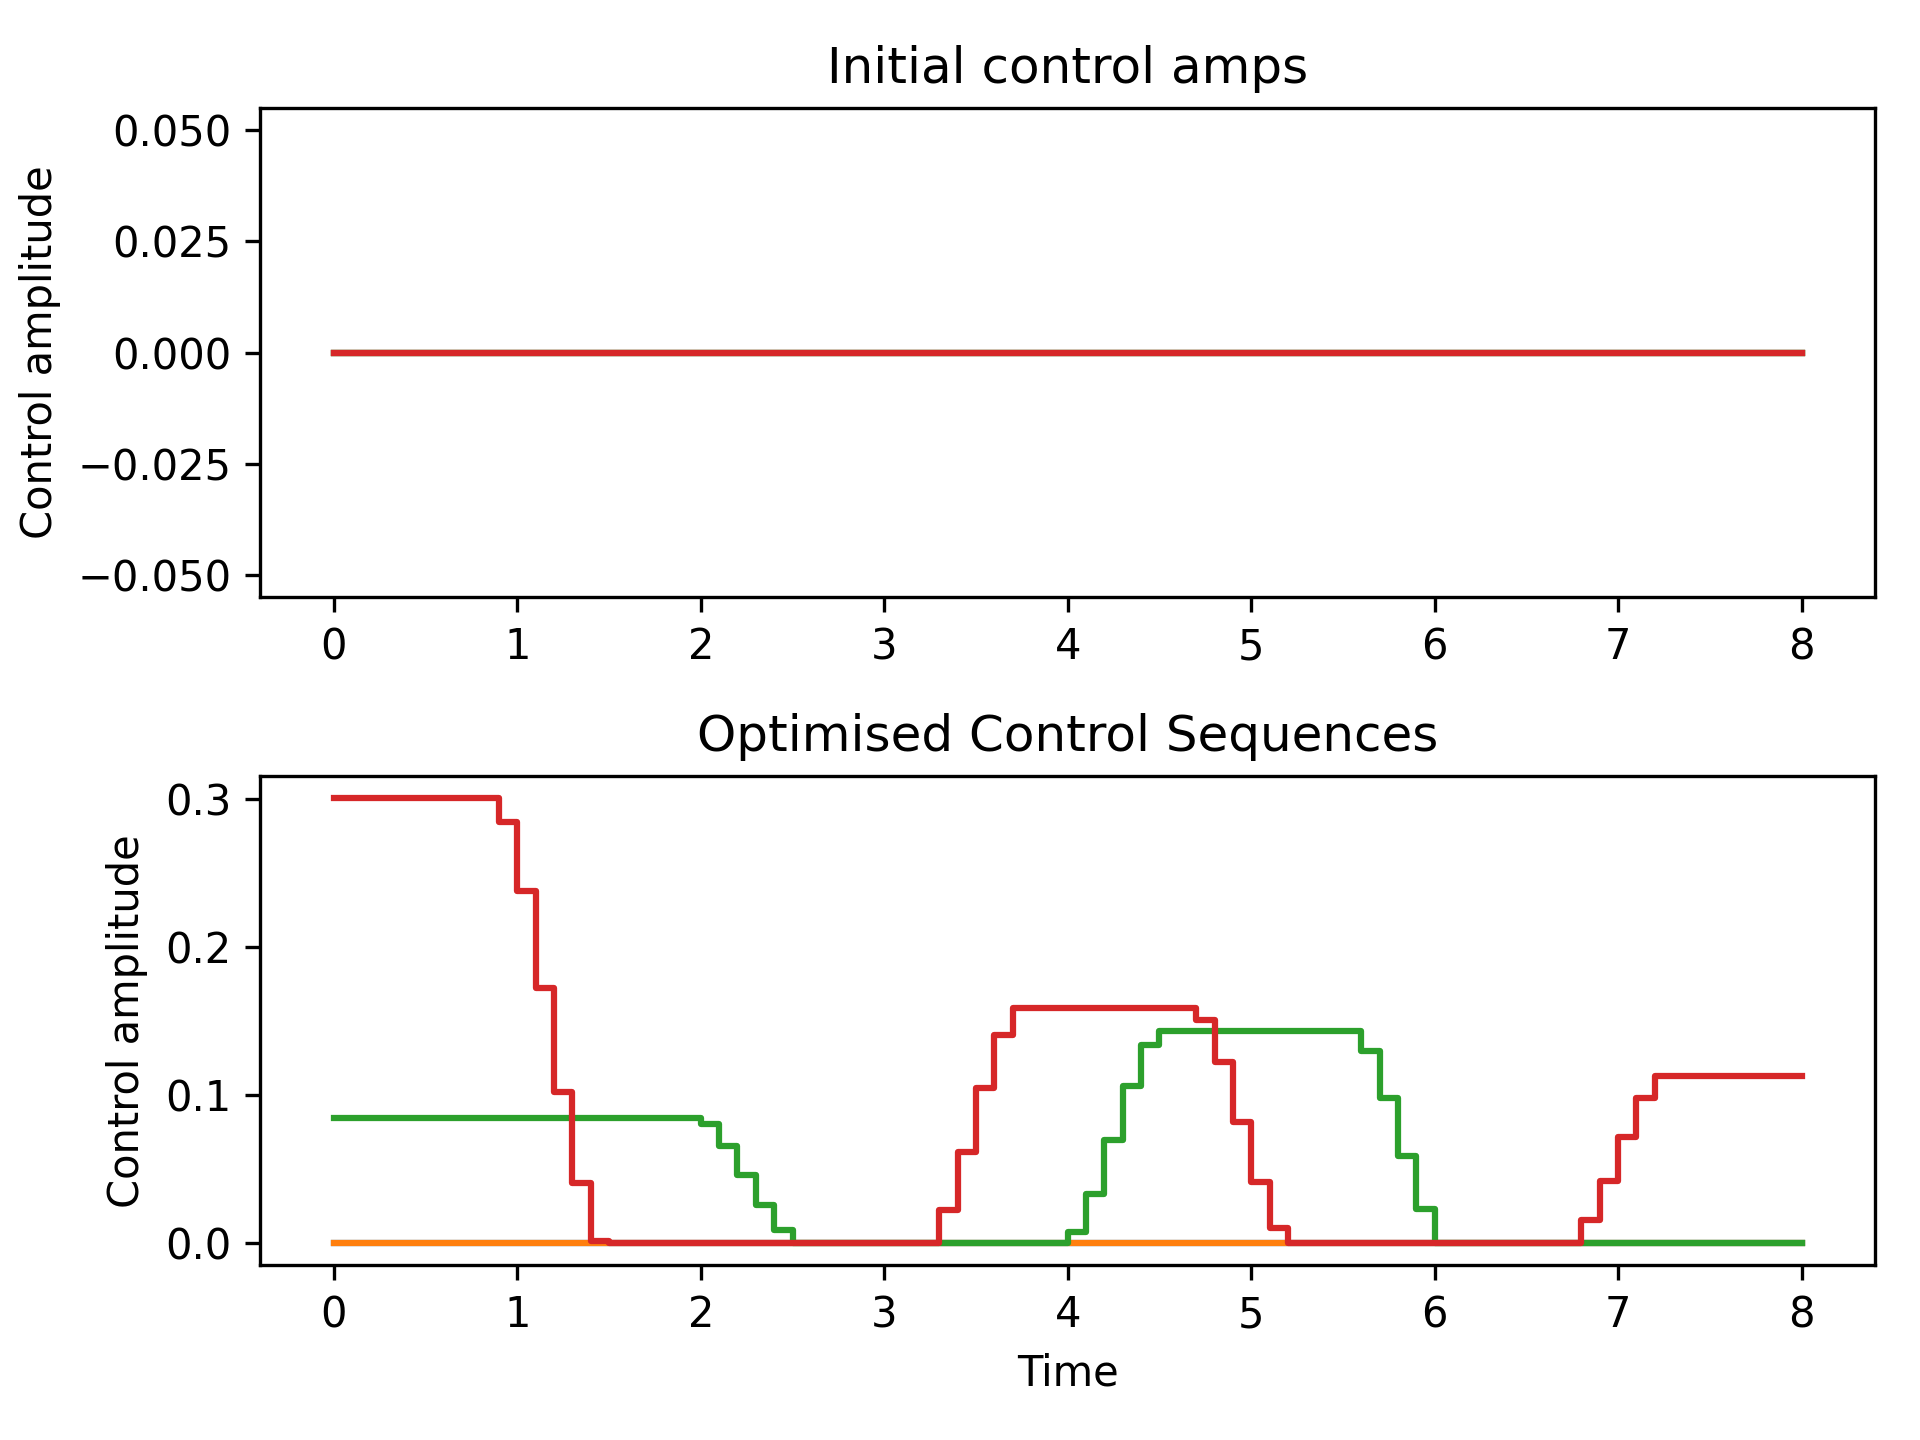 Initial control amps
Control amplitude
0.050
0.025
0.000
−0.025
−0.050
0 1 2 3 4 5 6 7 8
Optimised Control Sequences
Control amplitude
0.3
0.2
0.1
0.0
0 1 2 3 4 5 6 7 8
Time